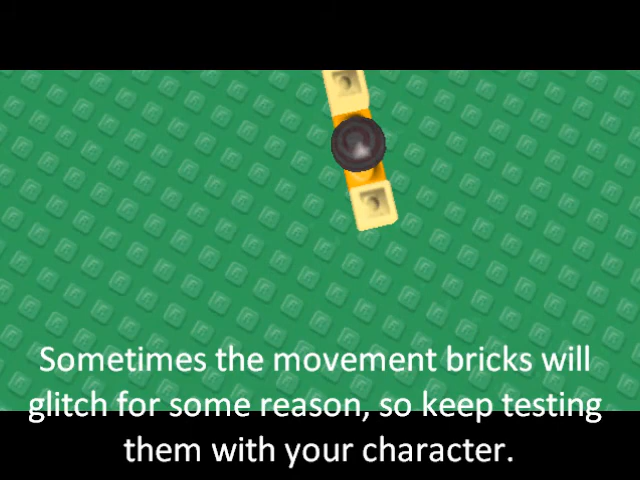 Sometimes the movement bricks will
glitch for some reason, so keep testing
them with your character.